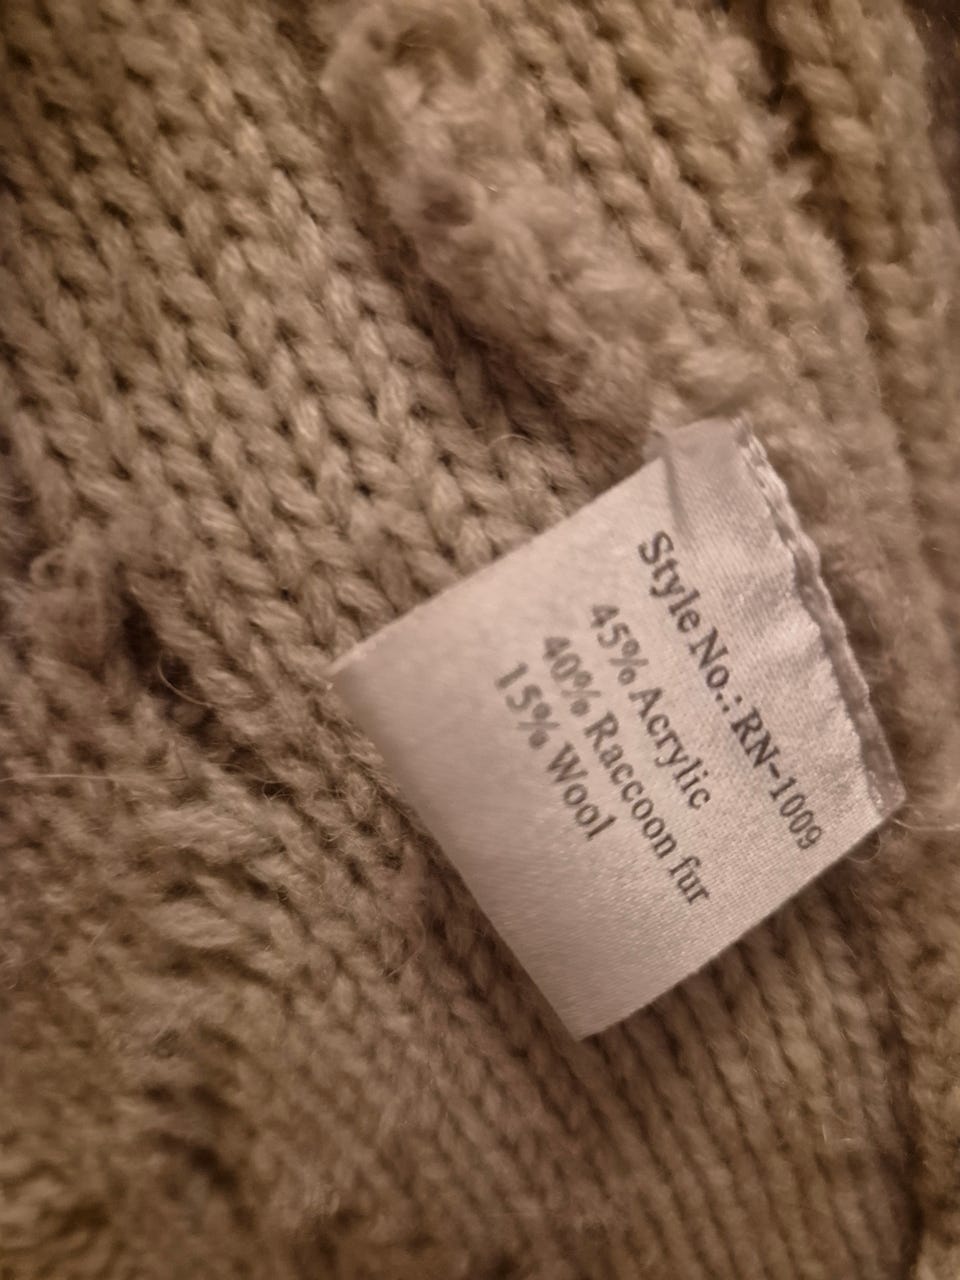 Style No.: RN-1009
45% Acrylic
40% Raccoon fur
15% Wool